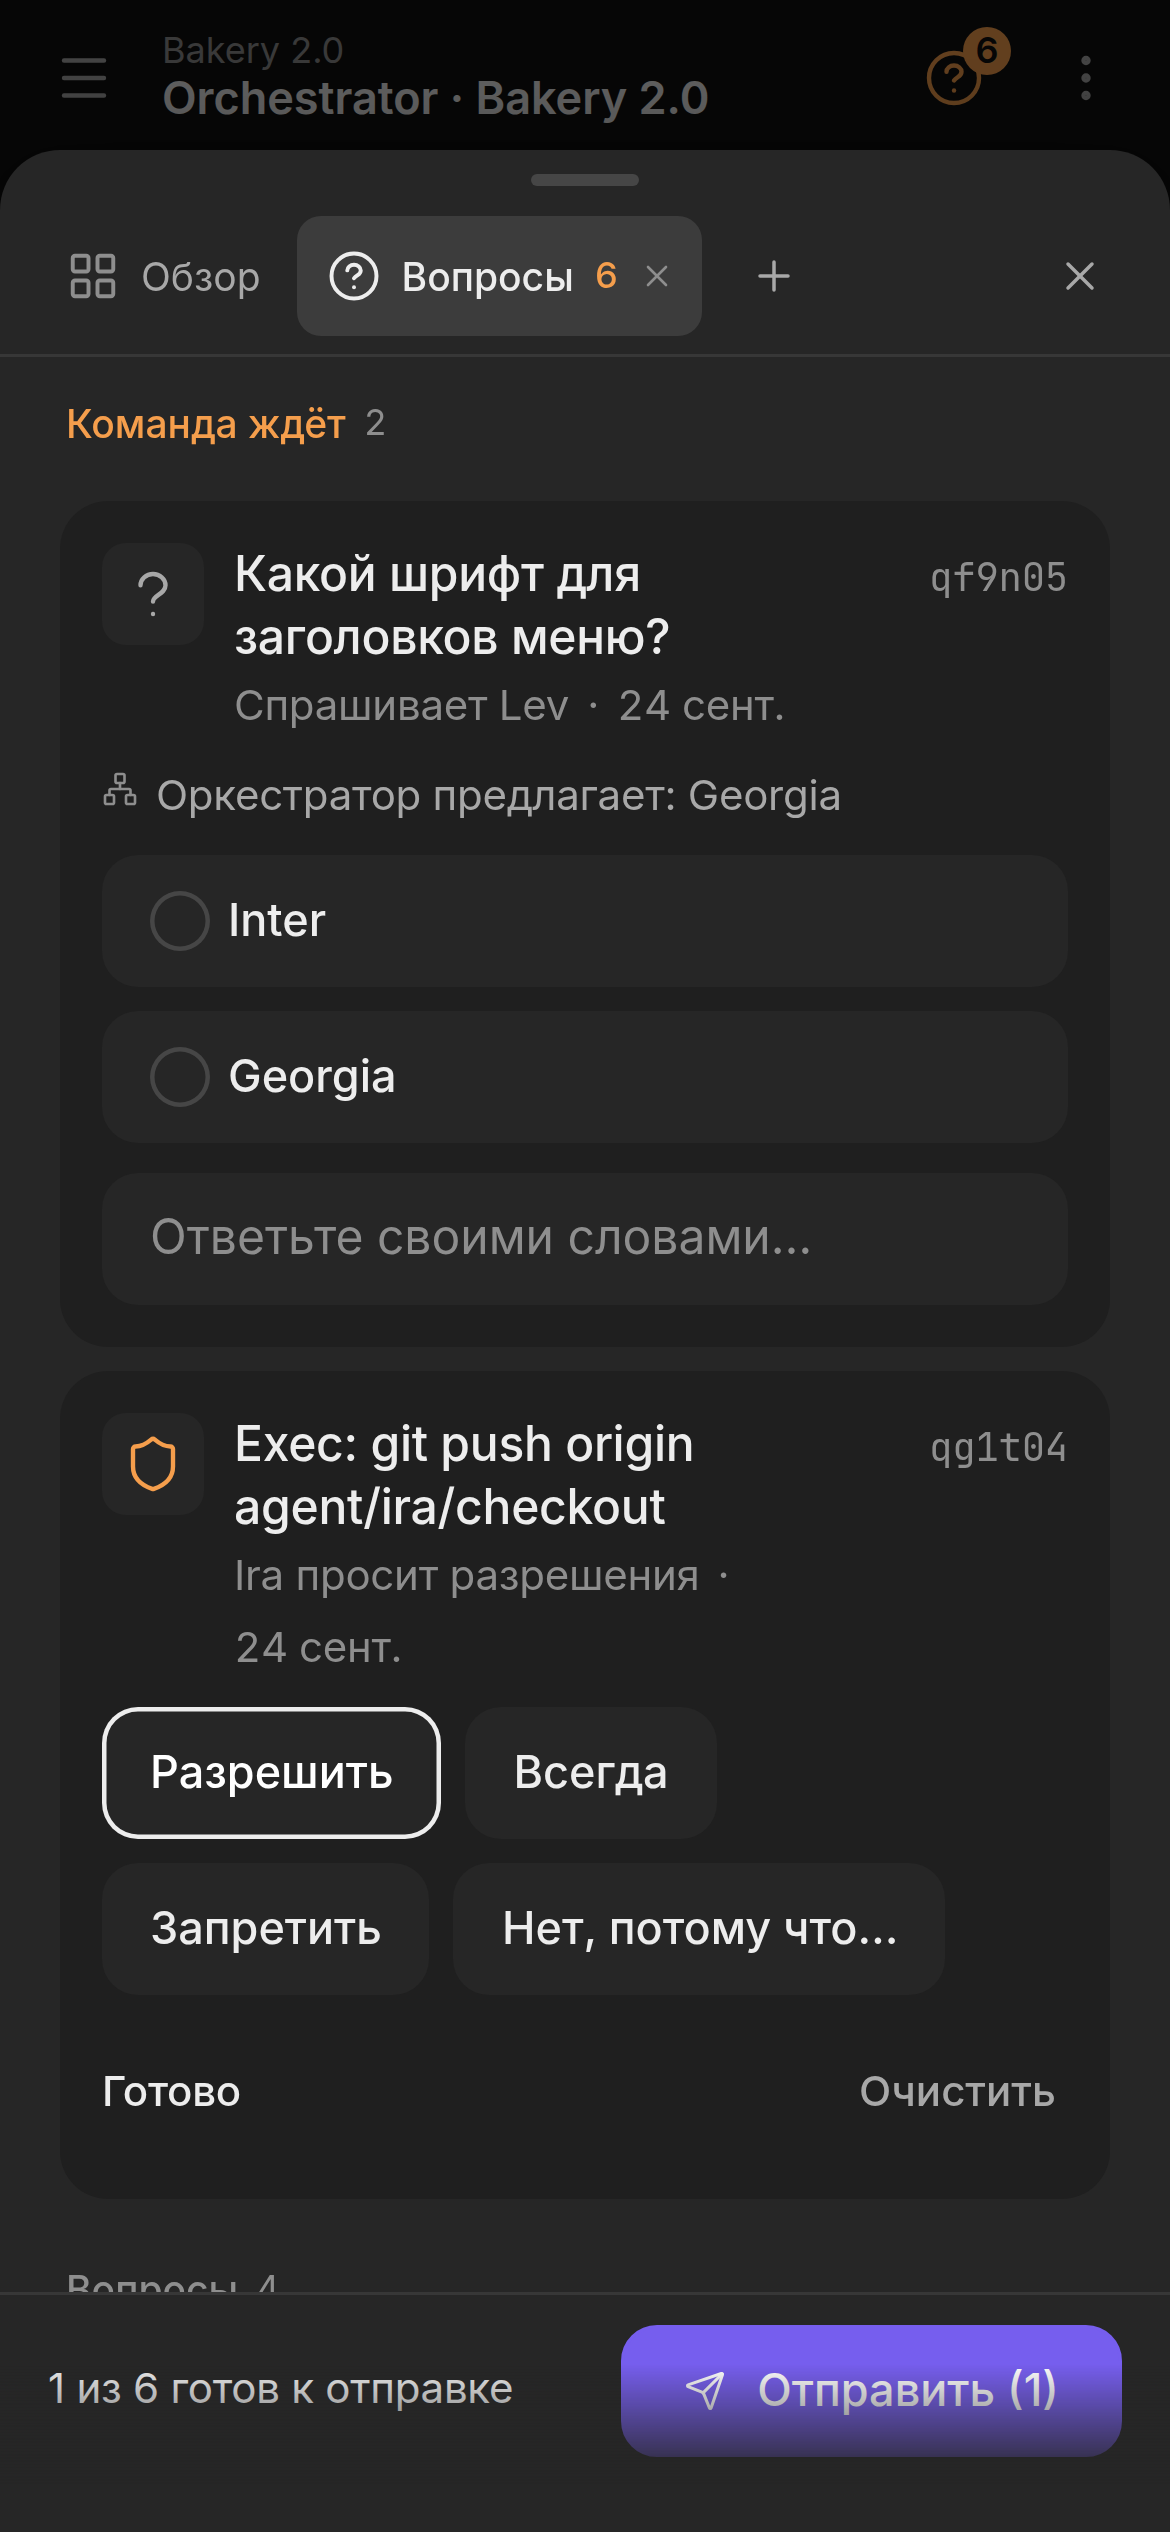 Bakery 2.0
Orchestrator · Bakery 2.0
6
Обзор
Вопросы 6
Команда ждёт 2
Какой шрифт для
заголовков меню?
qf9n05
Спрашивает Lev · 24 сент.
Оркестратор предлагает: Georgia
Inter
Georgia
Ответьте своими словами...
Exec: git push origin
agent/ira/checkout
qg1t04
Ira просит разрешения ·
24 сент.
Разрешить
Всегда
Запретить
Нет, потому что...
Готово
Очистить
Вопросы 4
1 из 6 готов к отправке
Отправить (1)